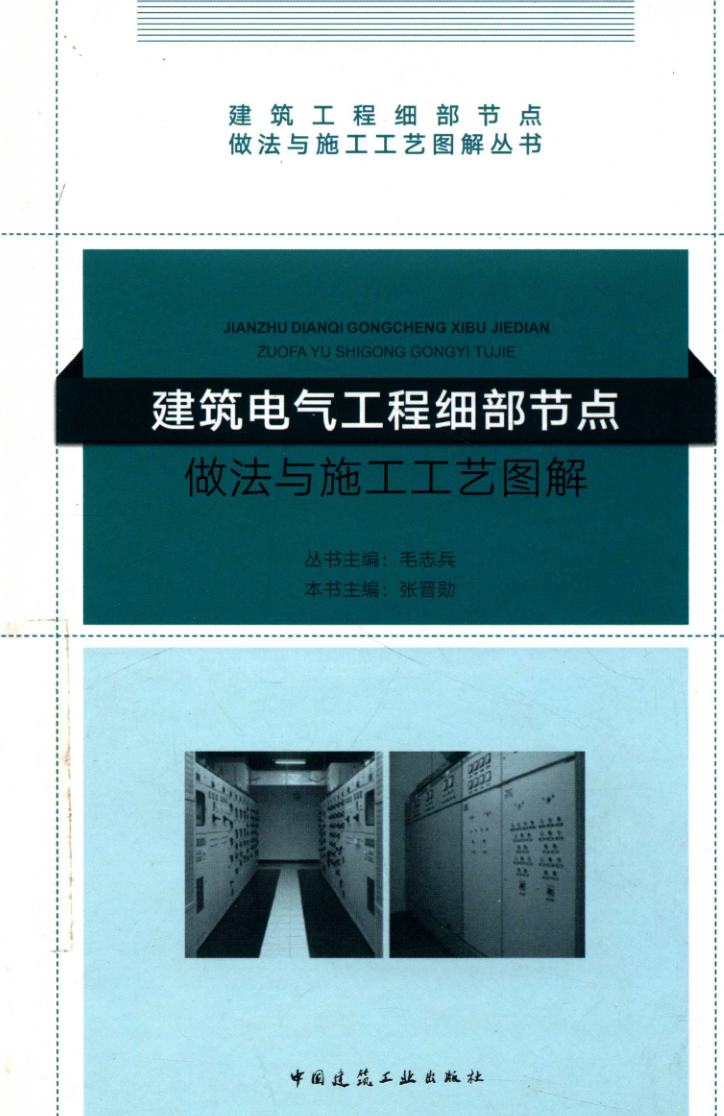 建筑工程细部节点
做法与施工工艺图解丛书
JIANZHU DIANQI GONGCHENG XIBU JIEDIAN
ZUOFA YU SHIGONG GONGYI TUJIE
建筑电气工程细部节点
做法与施工工艺图解
丛书主编：毛志兵
本书主编：张晋勋
中国建筑工业出版社